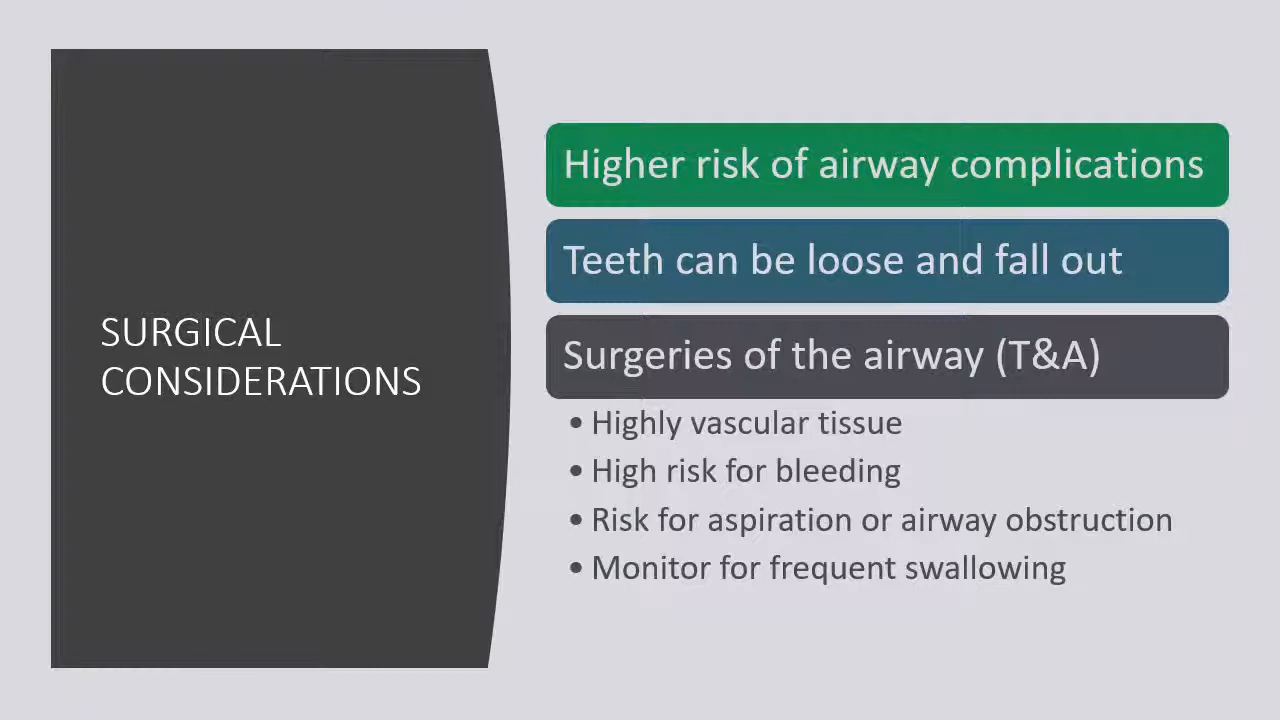 SURGICAL
CONSIDERATIONS
Higher risk of airway complications
Teeth can be loose and fall out
Surgeries of the airway (T&A)
• Highly vascular tissue
• High risk for bleeding
• Risk for aspiration or airway obstruction
• Monitor for frequent swallowing